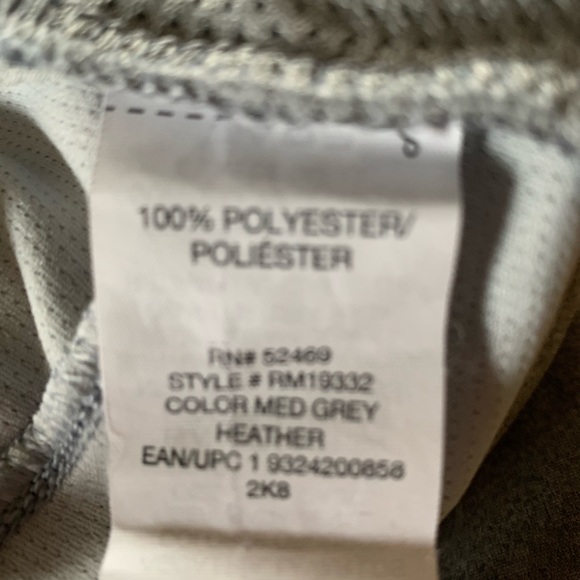 S
100% POLYESTER/
POLIÉSTER
RN# 52469
STYLE # RM19332
COLOR MED GREY
HEATHER
EAN/UPC 1 9324200858
2K8